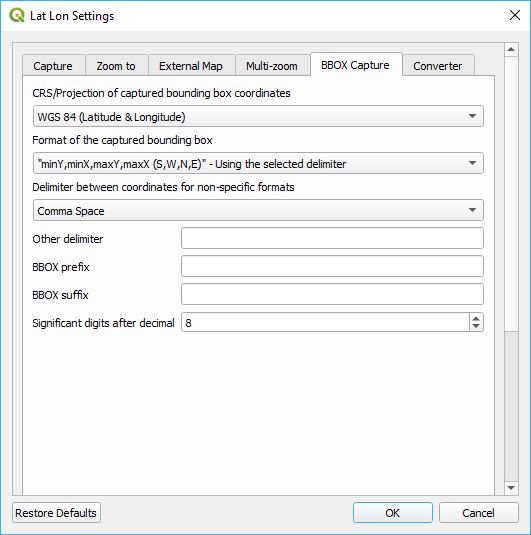 Lat Lon Settings
Capture Zoom to External Map Multi-zoom BBOX Capture Converter
CRS/Projection of captured bounding box coordinates
WGS 84 (Latitude & Longitude)
Format of the captured bounding box
"minY,minX,maxY,maxX (S,W,N,E)" - Using the selected delimiter
Delimiter between coordinates for non-specific formats
Comma Space
Other delimiter
BBOX prefix
BBOX suffix
Significant digits after decimal 8
Restore Defaults OK Cancel